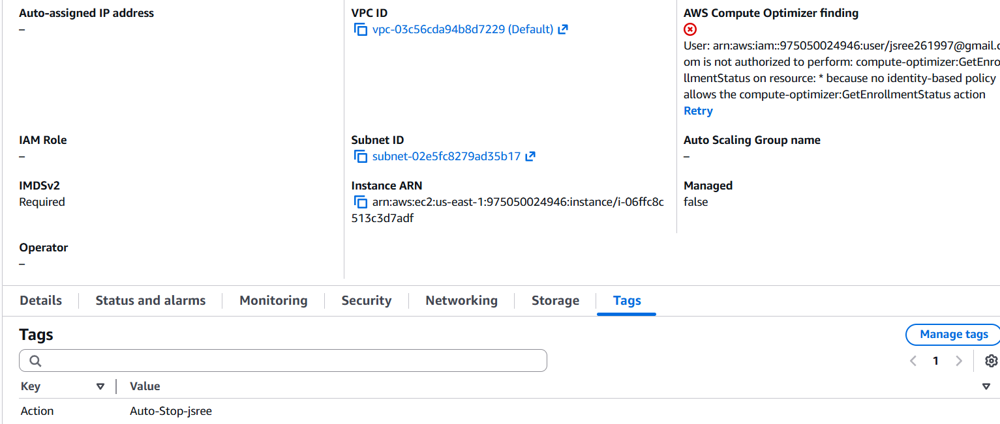 Auto-assigned IP address
–
VPC ID
vpc-03c56cda94b8d7229 (Default)
AWS Compute Optimizer finding
User: arn:aws:iam::975050024946:user/jsree261997@gmail.c
om is not authorized to perform: compute-optimizer:GetEnro
llmentStatus on resource: * because no identity-based policy
allows the compute-optimizer:GetEnrollmentStatus action
Retry
IAM Role
–
Subnet ID
subnet-02e5fc8279ad35b17
Auto Scaling Group name
–
IMDSv2
Required
Instance ARN
arn:aws:ec2:us-east-1:975050024946:instance/i-06ffc8c
513c3d7adf
Managed
false
Operator
–
Details Status and alarms Monitoring Security Networking Storage Tags
Tags
Manage tags
1
Key Value
Action Auto-Stop-jsree